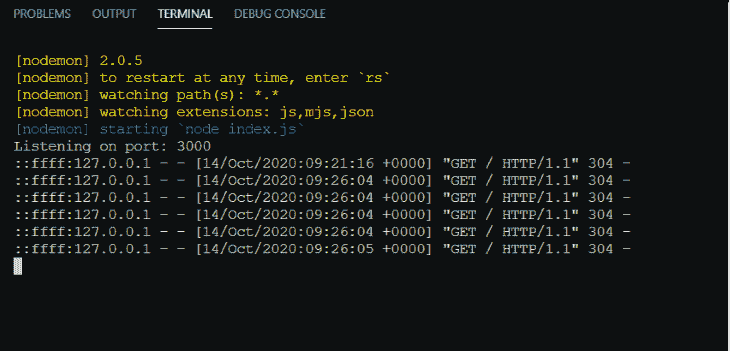 PROBLEMS OUTPUT TERMINAL DEBUG CONSOLE
[nodemon] 2.0.5
[nodemon] to restart at any time, enter `rs`
[nodemon] watching path(s): *.*
[nodemon] watching extensions: js,mjs,json
[nodemon] starting `node index.js`
Listening on port: 3000
::ffff:127.0.0.1 - - [14/Oct/2020:09:21:16 +0000] "GET / HTTP/1.1" 304 -
::ffff:127.0.0.1 - - [14/Oct/2020:09:26:04 +0000] "GET / HTTP/1.1" 304 -
::ffff:127.0.0.1 - - [14/Oct/2020:09:26:04 +0000] "GET / HTTP/1.1" 304 -
::ffff:127.0.0.1 - - [14/Oct/2020:09:26:04 +0000] "GET / HTTP/1.1" 304 -
::ffff:127.0.0.1 - - [14/Oct/2020:09:26:04 +0000] "GET / HTTP/1.1" 304 -
::ffff:127.0.0.1 - - [14/Oct/2020:09:26:05 +0000] "GET / HTTP/1.1" 304 -